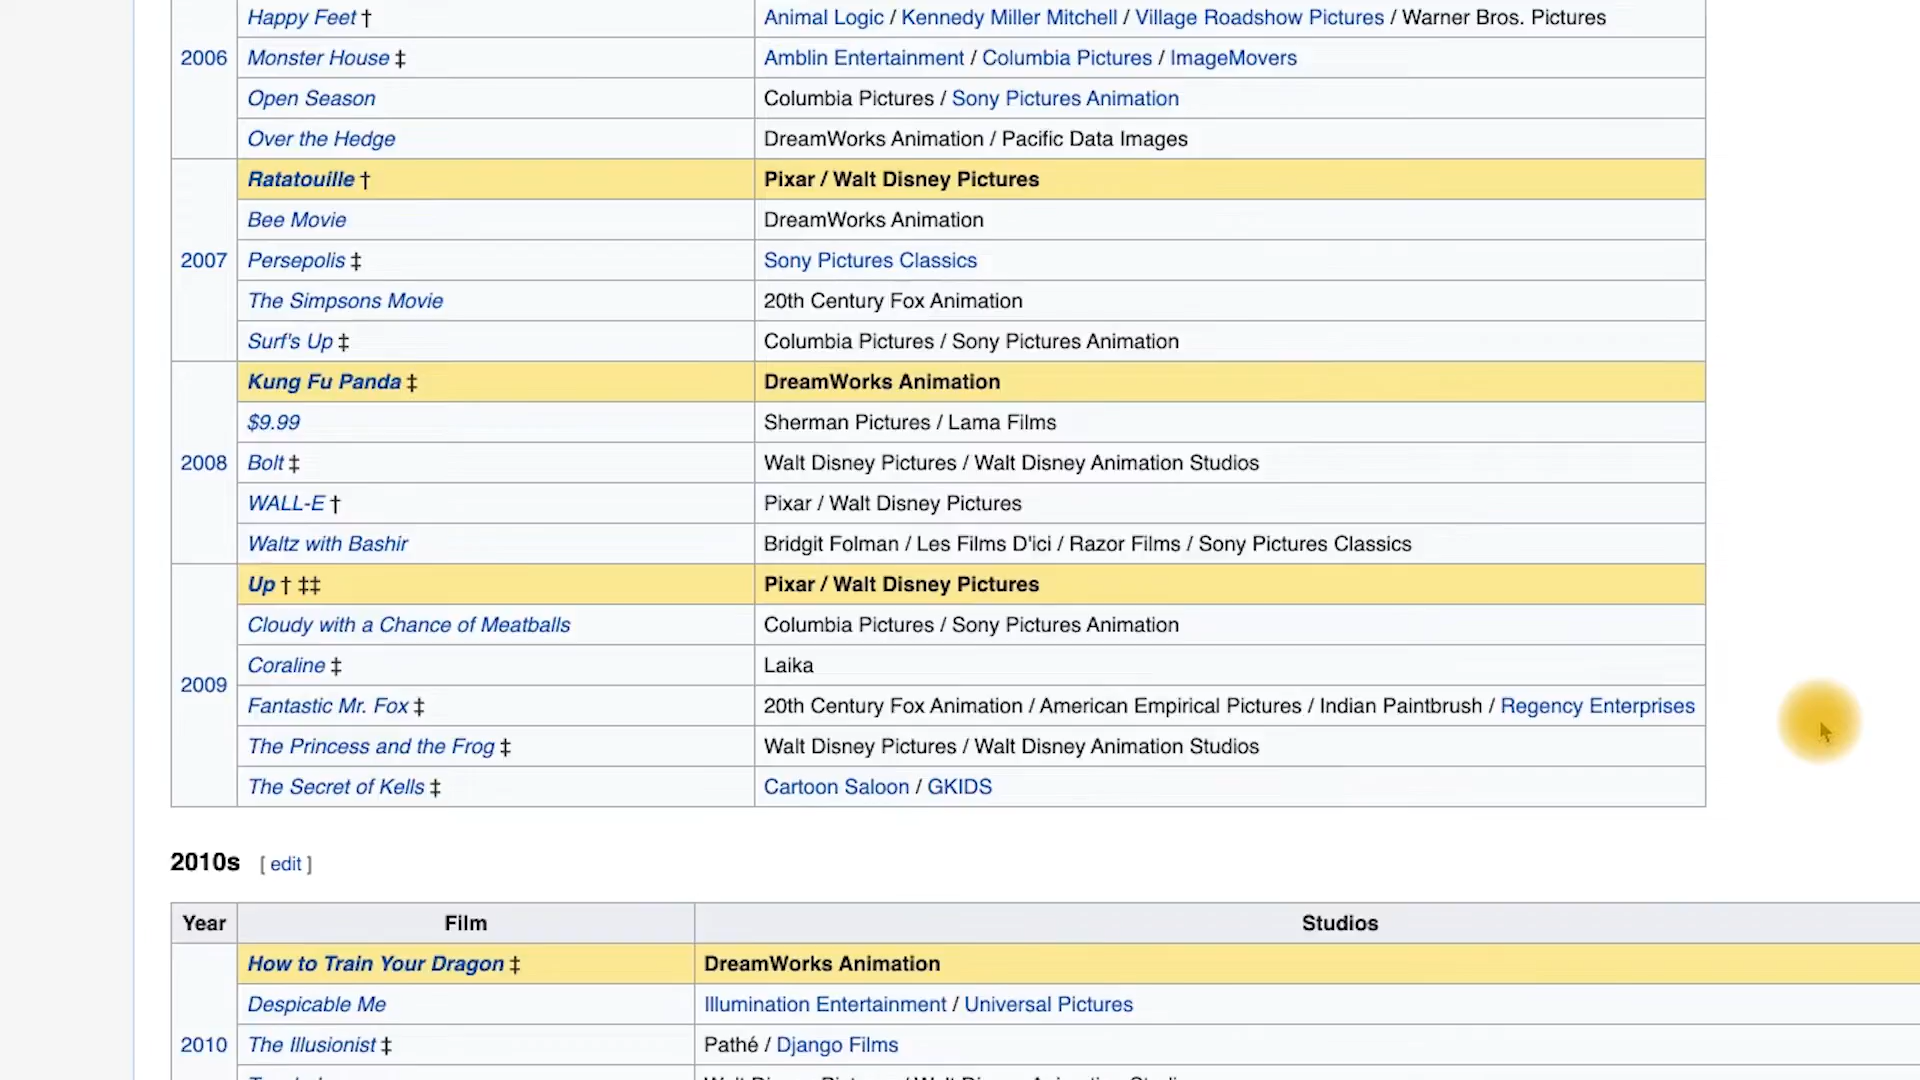 Happy Feet † Animal Logic / Kennedy Miller Mitchell / Village Roadshow Pictures / Warner Bros. Pictures
2006 Monster House ‡ Amblin Entertainment / Columbia Pictures / ImageMovers
Open Season Columbia Pictures / Sony Pictures Animation
Over the Hedge DreamWorks Animation / Pacific Data Images
Ratatouille † Pixar / Walt Disney Pictures
Bee Movie DreamWorks Animation
2007 Persepolis ‡ Sony Pictures Classics
The Simpsons Movie 20th Century Fox Animation
Surf's Up ‡ Columbia Pictures / Sony Pictures Animation
Kung Fu Panda ‡ DreamWorks Animation
$9.99 Sherman Pictures / Lama Films
2008 Bolt ‡ Walt Disney Pictures / Walt Disney Animation Studios
WALL-E † Pixar / Walt Disney Pictures
Waltz with Bashir Bridgit Folman / Les Films D'ici / Razor Films / Sony Pictures Classics
Up † ‡‡ Pixar / Walt Disney Pictures
Cloudy with a Chance of Meatballs Columbia Pictures / Sony Pictures Animation
Coraline ‡ Laika
2009 Fantastic Mr. Fox ‡ 20th Century Fox Animation / American Empirical Pictures / Indian Paintbrush / Regency Enterprises
The Princess and the Frog ‡ Walt Disney Pictures / Walt Disney Animation Studios
The Secret of Kells ‡ Cartoon Saloon / GKIDS
2010s [ edit ]
Year Film Studios
How to Train Your Dragon ‡ DreamWorks Animation
Despicable Me Illumination Entertainment / Universal Pictures
2010 The Illusionist ‡ Pathé / Django Films